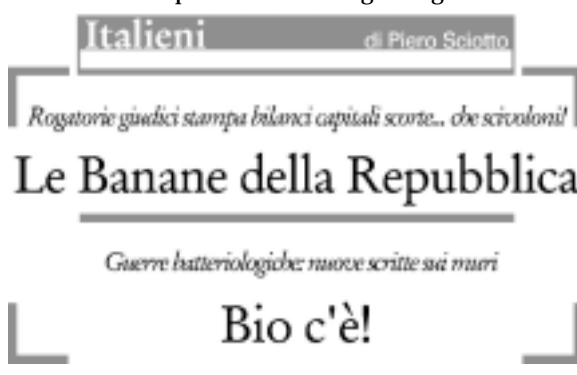 Italieni
di Piero Sciotto
Rogatorie giudici stampa bilanci capitali scorte... che scivoloni!
Le Banane della Repubblica
Guerre batteriologiche: nuove scritte sui muri
Bio c'è!